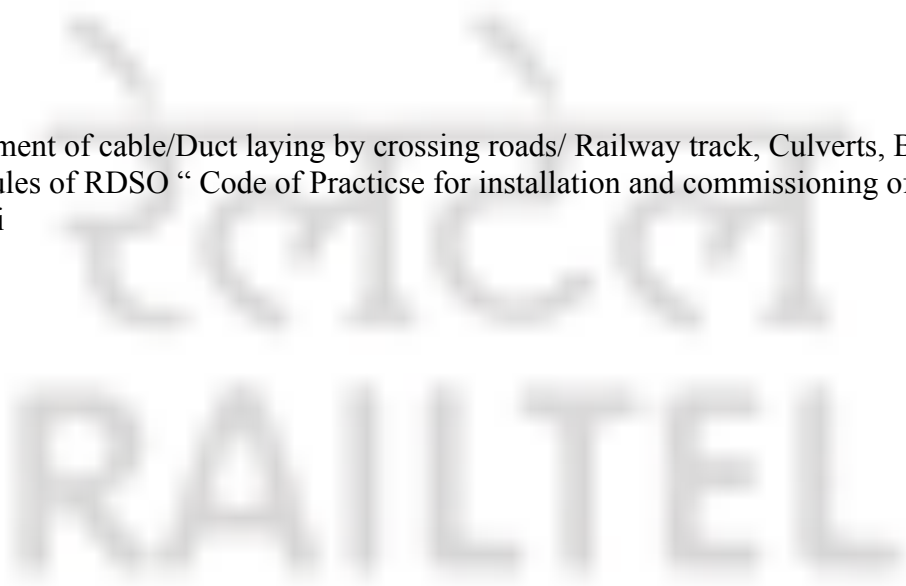 रेलटेल
ment of cable/Duct laying by crossing roads/ Railway track, Culverts,
ules of RDSO “ Code of Practicse for installation and commissioning of
i
RAILTEL